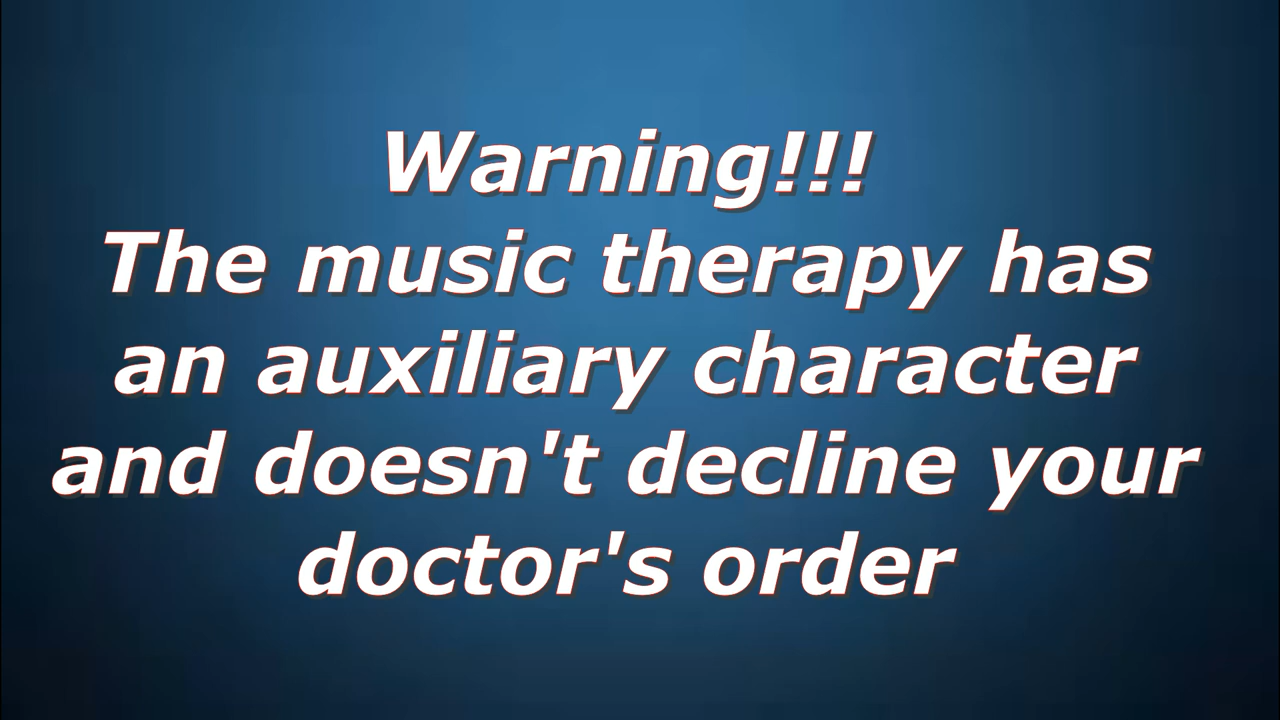 Warning!!!
The music therapy has
an auxiliary character
and doesn't decline your
doctor's order